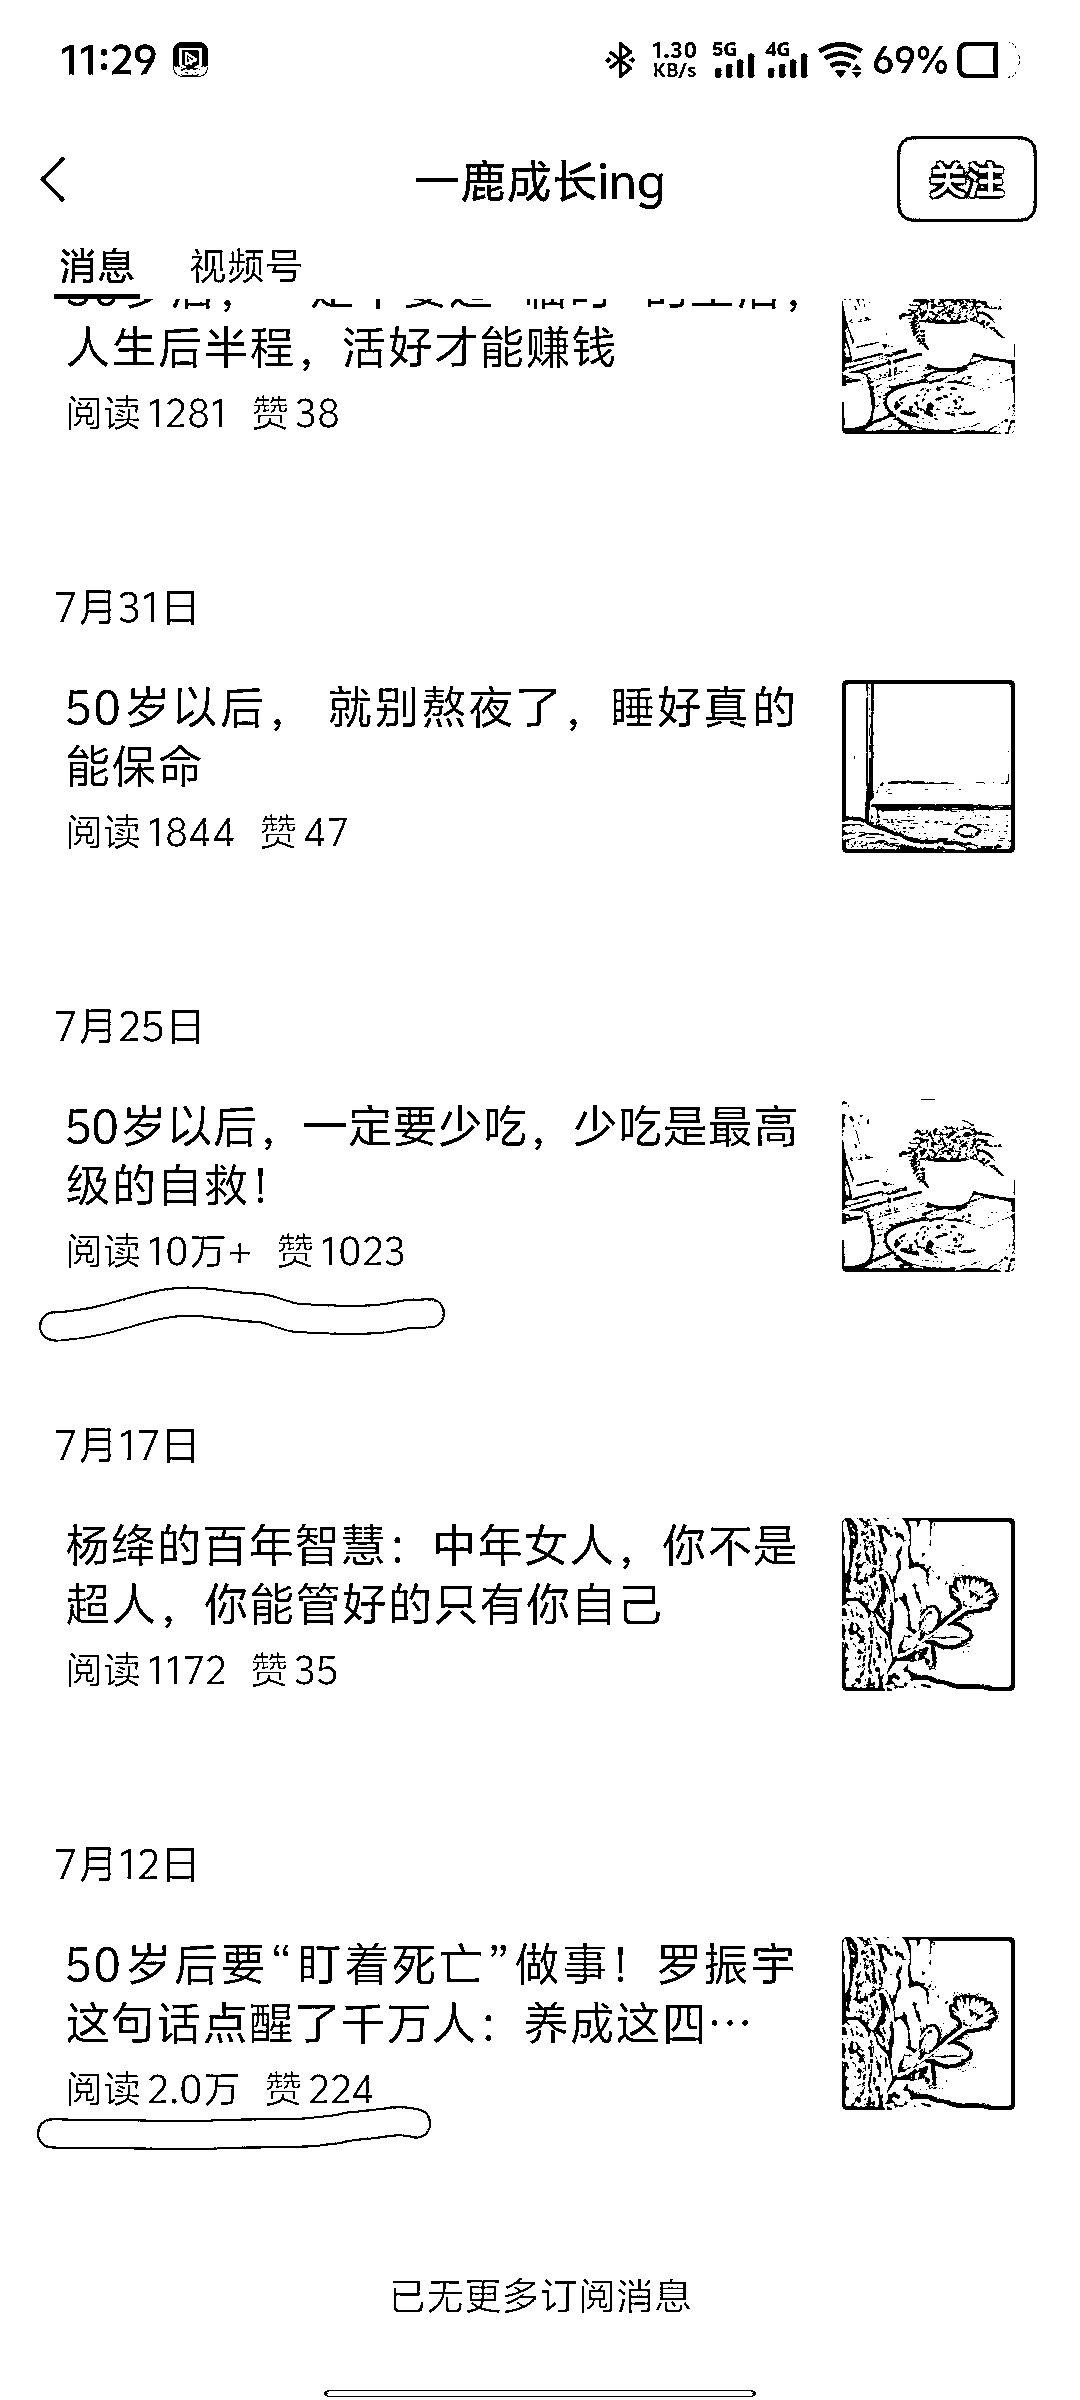 11:29
1.30
KB/s
5G
4G
69%
一鹿成长ing
关注
消息
视频号
人生后半程，活好才能赚钱
阅读1281 赞38
7月31日
50岁以后， 就别熬夜了，睡好真的
能保命
阅读1844 赞47
7月25日
50岁以后，一定要少吃，少吃是最高
级的自救！
阅读10万+ 赞1023
7月17日
杨绛的百年智慧：中年女人，你不是
超人，你能管好的只有你自己
阅读1172 赞35
7月12日
50岁后要“盯着死亡”做事！罗振宇
这句话点醒了千万人：养成这四…
阅读2.0万 赞224
已无更多订阅消息